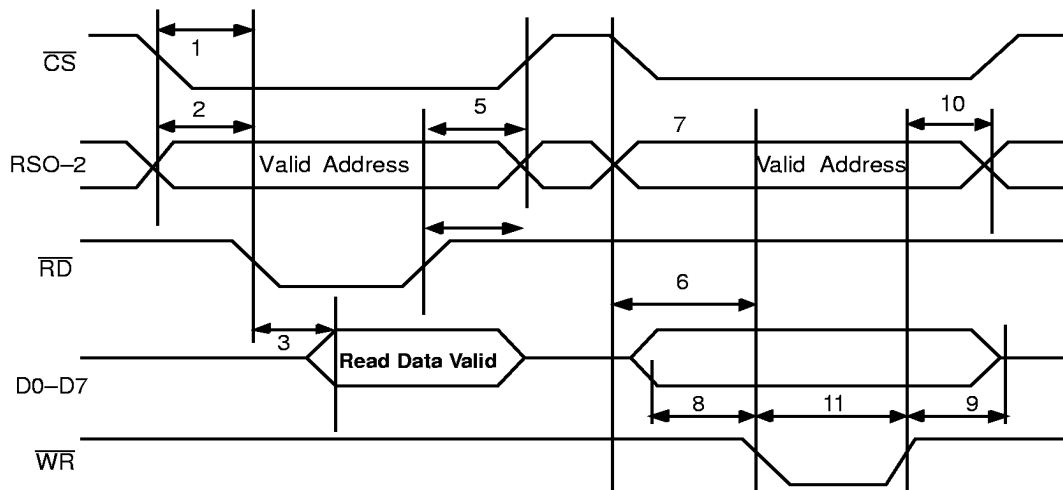 1
CS
2
5
7
10
RSO–2
Valid Address
Valid Address
RD
6
3
Read Data Valid
D0–D7
8
11
9
WR